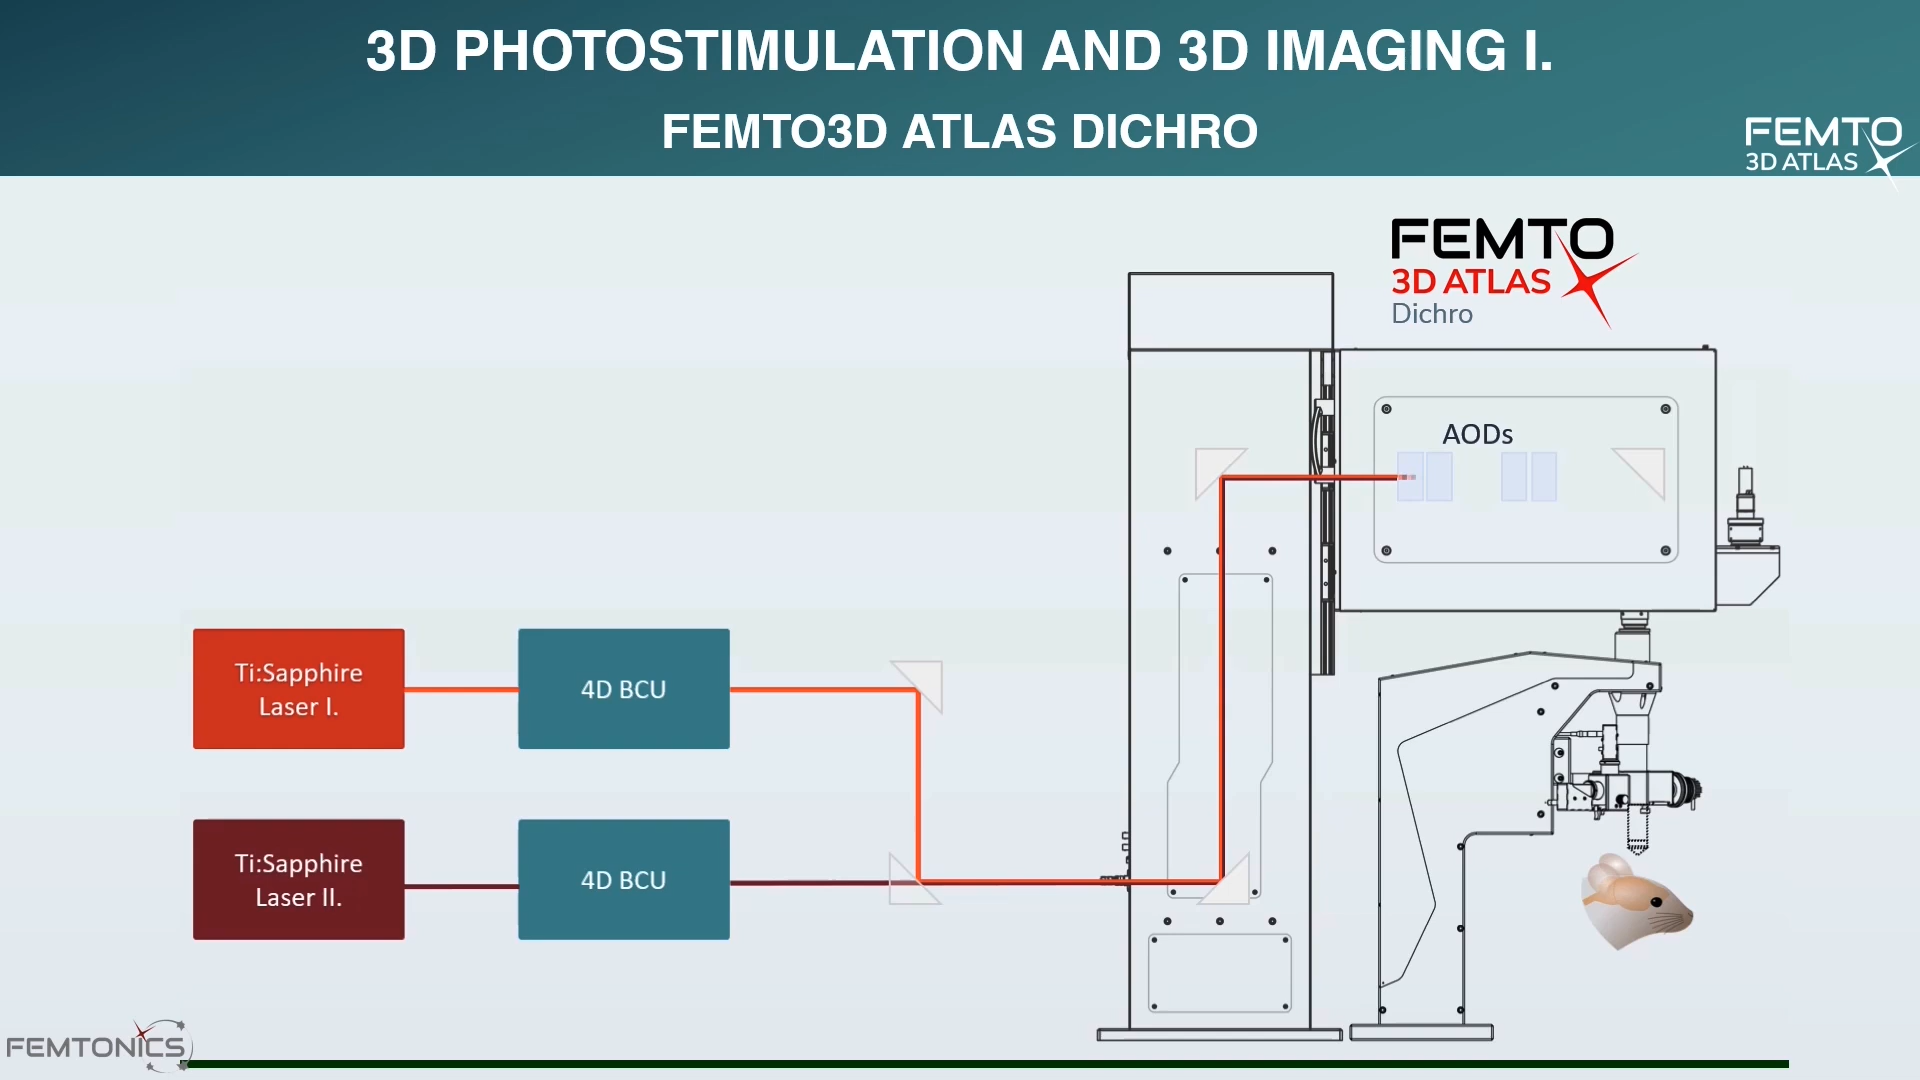 3D PHOTOSTIMULATION AND 3D IMAGING I.
FEMTO3D ATLAS DICHRO
FEMTO
3D ATLAS
FEMTO
3D ATLAS
Dichro
AODs
Ti:Sapphire
Laser I.
4D BCU
Ti:Sapphire
Laser II.
4D BCU
FEMTONICS